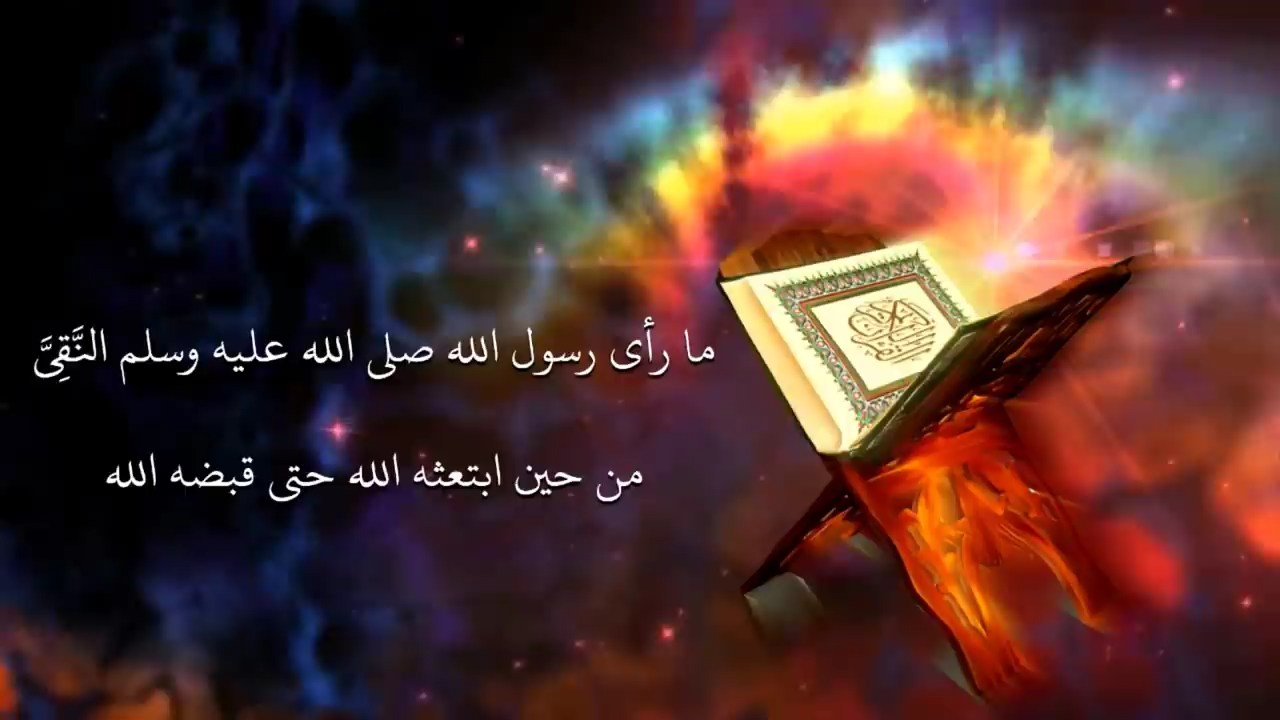 ما رأى رسول الله صلى الله عليه وسلم النَّقِىَّ
من حين ابتعثه الله حتى قبضه الله